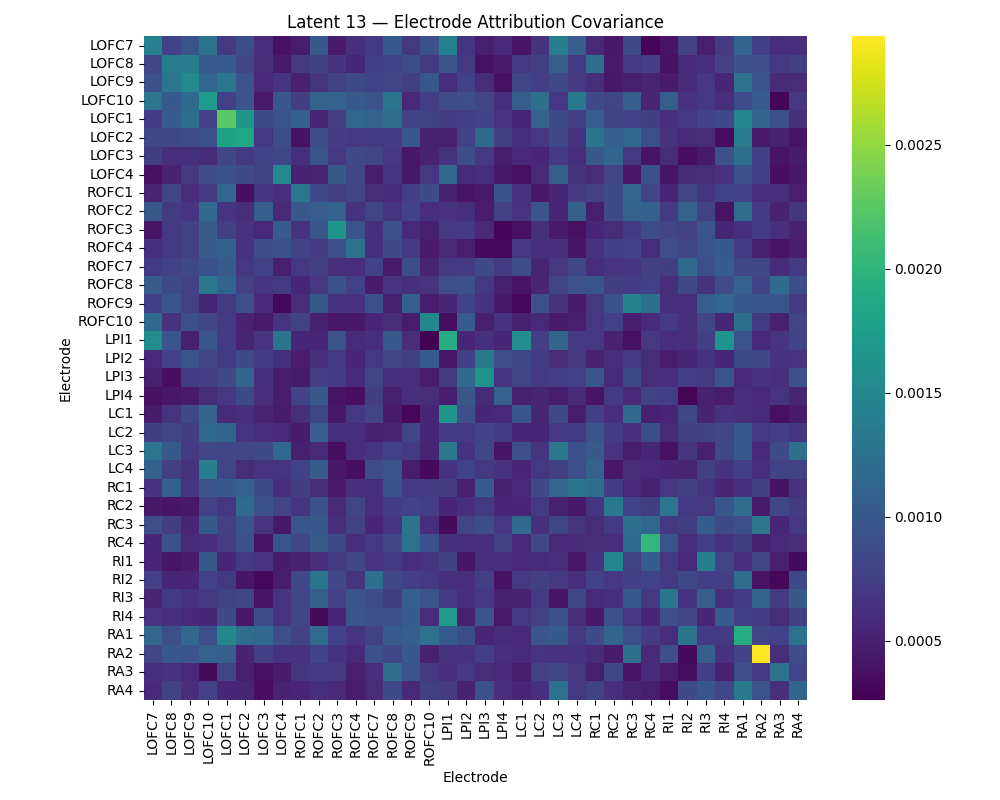 Latent 13 — Electrode Attribution Covariance
LOFC7
LOFC8
LOFC9
LOFC10
LOFC1
LOFC2
LOFC3
LOFC4
ROFC1
ROFC2
ROFC3
ROFC4
ROFC7
ROFC8
ROFC9
ROFC10
LPI1
LPI2
LPI3
LPI4
LC1
LC2
LC3
LC4
RC1
RC2
RC3
RC4
RI1
RI2
RI3
RI4
RA1
RA2
RA3
RA4
Electrode
LOFC7 LOFC8 LOFC9 LOFC10 LOFC1 LOFC2 LOFC3 LOFC4 ROFC1 ROFC2 ROFC3 ROFC4 ROFC7 ROFC8 ROFC9 ROFC10 LPI1 LPI2 LPI3 LPI4 LC1 LC2 LC3 LC4 RC1 RC2 RC3 RC4 RI1 RI2 RI3 RI4 RA1 RA2 RA3 RA4
Electrode
0.0025
0.0020
0.0015
0.0010
0.0005